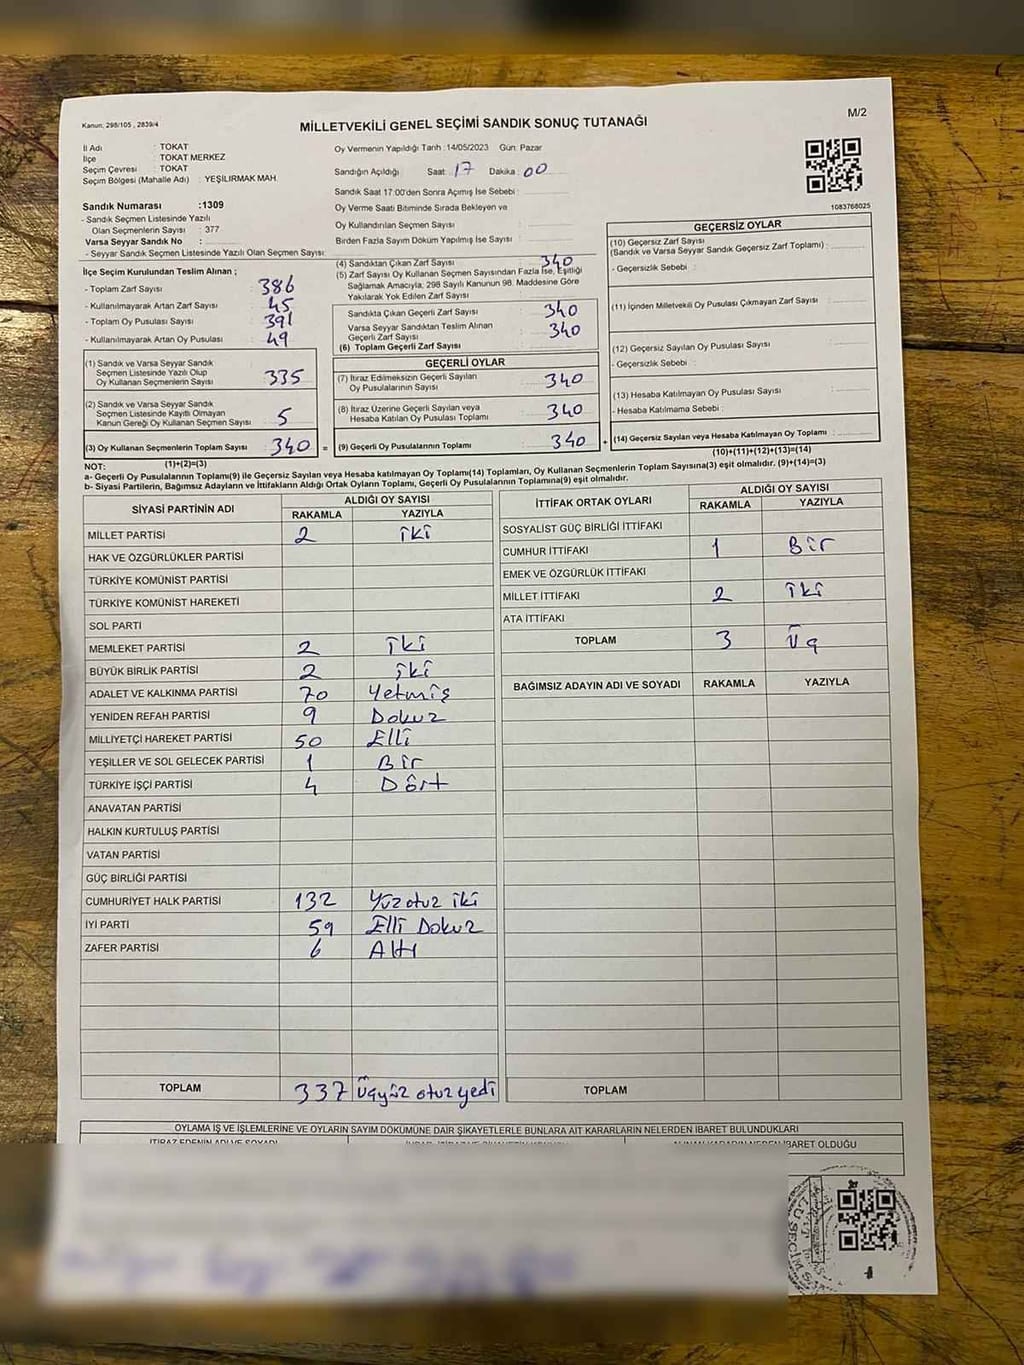 Kanun, 298/105 , 2839/4
M/2
MİLLETVEKİLİ GENEL SEÇİMİ SANDIK SONUÇ TUTANAĞI
İl Adı : TOKAT
İlçe : TOKAT MERKEZ
Seçim Çevresi : TOKAT
Seçim Bölgesi (Mahalle Adı) : YEŞİLIRMAK MAH.
Sandık Numarası :1309
- Sandık Seçmen Listesinde Yazılı
Olan Seçmenlerin Sayısı : 377
Varsa Seyyar Sandık No :
- Seyyar Sandık Seçmen Listesinde Yazılı Olan Seçmen Sayısı:
Oy Vermenin Yapıldığı Tarih :14/05/2023 Gün: Pazar
Sandığın Açıldığı Saat : 17 Dakika : 00
Sandık Saat 17:00'den Sonra Açımış İse Sebebi :
Oy Verme Saati Bitiminde Sırada Bekleyen ve
Oy Kullandırılan Seçmen Sayısı :
Birden Fazla Sayım Döküm Yapılmış İse Sayısı :
1083768025
İlçe Seçim Kurulundan Teslim Alınan ;
- Toplam Zarf Sayısı : 386
- Kullanılmayarak Artan Zarf Sayısı : 45
- Toplam Oy Pusulası Sayısı : 391
- Kullanılmayarak Artan Oy Pusulası : 49
(1) Sandık ve Varsa Seyyar Sandık
Seçmen Listesinde Yazılı Olup
Oy Kullanan Seçmenlerin Sayısı : 335
(2) Sandık ve Varsa Seyyar Sandık
Seçmen Listesinde Kayıtlı Olmayan
Kanun Gereği Oy Kullanan Seçmen Sayısı : 5
(3) Oy Kullanan Seçmenlerin Toplam Sayısı : 340 =
(1)+(2)=(3)
(4) Sandıktan Çıkan Zarf Sayısı : 340
(5) Zarf Sayısı Oy Kullanan Seçmen Sayısından Fazla İse, Eşitliği
Sağlamak Amacıyla, 298 Sayılı Kanunun 98. Maddesine Göre
Yakılarak Yok Edilen Zarf Sayısı :
Sandıkta Çıkan Geçerli Zarf Sayısı : 340
Varsa Seyyar Sandıktan Teslim Alınan
Geçerli Zarf Sayısı : 340
(6) Toplam Geçerli Zarf Sayısı :
GEÇERLİ OYLAR
(7) İtiraz Edilmeksizin Geçerli Sayılan
Oy Pusulalarının Sayısı : 340
(8) İtiraz Üzerine Geçerli Sayılan veya
Hesaba Katılan Oy Pusulası Toplamı : 340
(9) Geçerli Oy Pusulalarının Toplamı : 340 +
GEÇERSİZ OYLAR
(10) Geçersiz Zarf Sayısı
(Sandık ve Varsa Seyyar Sandık Geçersiz Zarf Toplamı) :
- Geçersizlik Sebebi :
(11) İçinden Milletvekili Oy Pusulası Çıkmayan Zarf Sayısı :
(12) Geçersiz Sayılan Oy Pusulası Sayısı :
- Geçersizlik Sebebi :
(13) Hesaba Katılmayan Oy Pusulası Sayısı :
- Hesaba Katılmama Sebebi :
(14) Geçersiz Sayılan veya Hesaba Katılmayan Oy Toplamı :
(10)+(11)+(12)+(13)=(14)
NOT:
a- Geçerli Oy Pusulalarının Toplamı(9) ile Geçersiz Sayılan veya Hesaba katılmayan Oy Toplamı(14) Toplamları, Oy Kullanan Seçmenlerin Toplam Sayısına(3) eşit olmalıdır. (9)+(14)=(3)
b- Siyasi Partilerin, Bağımsız Adayların ve İttifakların Aldığı Ortak Oyların Toplamı, Geçerli Oy Pusulalarının Toplamına(9) eşit olmalıdır.
SİYASİ PARTİNİN ADI ALDIĞI OY SAYISI
RAKAMLA YAZIYLA
MİLLET PARTİSİ 2 iki
HAK VE ÖZGÜRLÜKLER PARTİSİ
TÜRKİYE KOMÜNİST PARTİSİ
TÜRKİYE KOMÜNİST HAREKETİ
SOL PARTİ
MEMLEKET PARTİSİ 2 iki
BÜYÜK BİRLİK PARTİSİ 2 iki
ADALET VE KALKINMA PARTİSİ 70 Yetmiş
YENİDEN REFAH PARTİSİ 9 Dokuz
MİLLİYETÇİ HAREKET PARTİSİ 50 Elli
YEŞİLLER VE SOL GELECEK PARTİSİ 1 Bir
TÜRKİYE İŞÇİ PARTİSİ 4 Dört
ANAVATAN PARTİSİ
HALKIN KURTULUŞ PARTİSİ
VATAN PARTİSİ
GÜÇ BİRLİĞİ PARTİSİ
CUMHURİYET HALK PARTİSİ 132 Yüz otuz iki
İYİ PARTİ 59 Elli Dokuz
ZAFER PARTİSİ 6 Altı
TOPLAM 337 Üçyüz otuz yedi
İTTİFAK ORTAK OYLARI ALDIĞI OY SAYISI
RAKAMLA YAZIYLA
SOSYALİST GÜÇ BİRLİĞİ İTTİFAKI
CUMHUR İTTİFAKI 1 Bir
EMEK VE ÖZGÜRLÜK İTTİFAKI
MİLLET İTTİFAKI 2 iki
ATA İTTİFAKI
TOPLAM 3 Üç
BAĞIMSIZ ADAYIN ADI VE SOYADI RAKAMLA YAZIYLA
TOPLAM
OYLAMA İŞ VE İŞLEMLERİNE VE OYLARIN SAYIM DÖKÜMÜNE DAİR ŞİKAYETLERLE BUNLARA AİT KARARLARIN NELERDEN İBARET BULUNDUKLARI
İTİRAZ EDENİN ADI VE SOYADI
İBARET OLDUĞU